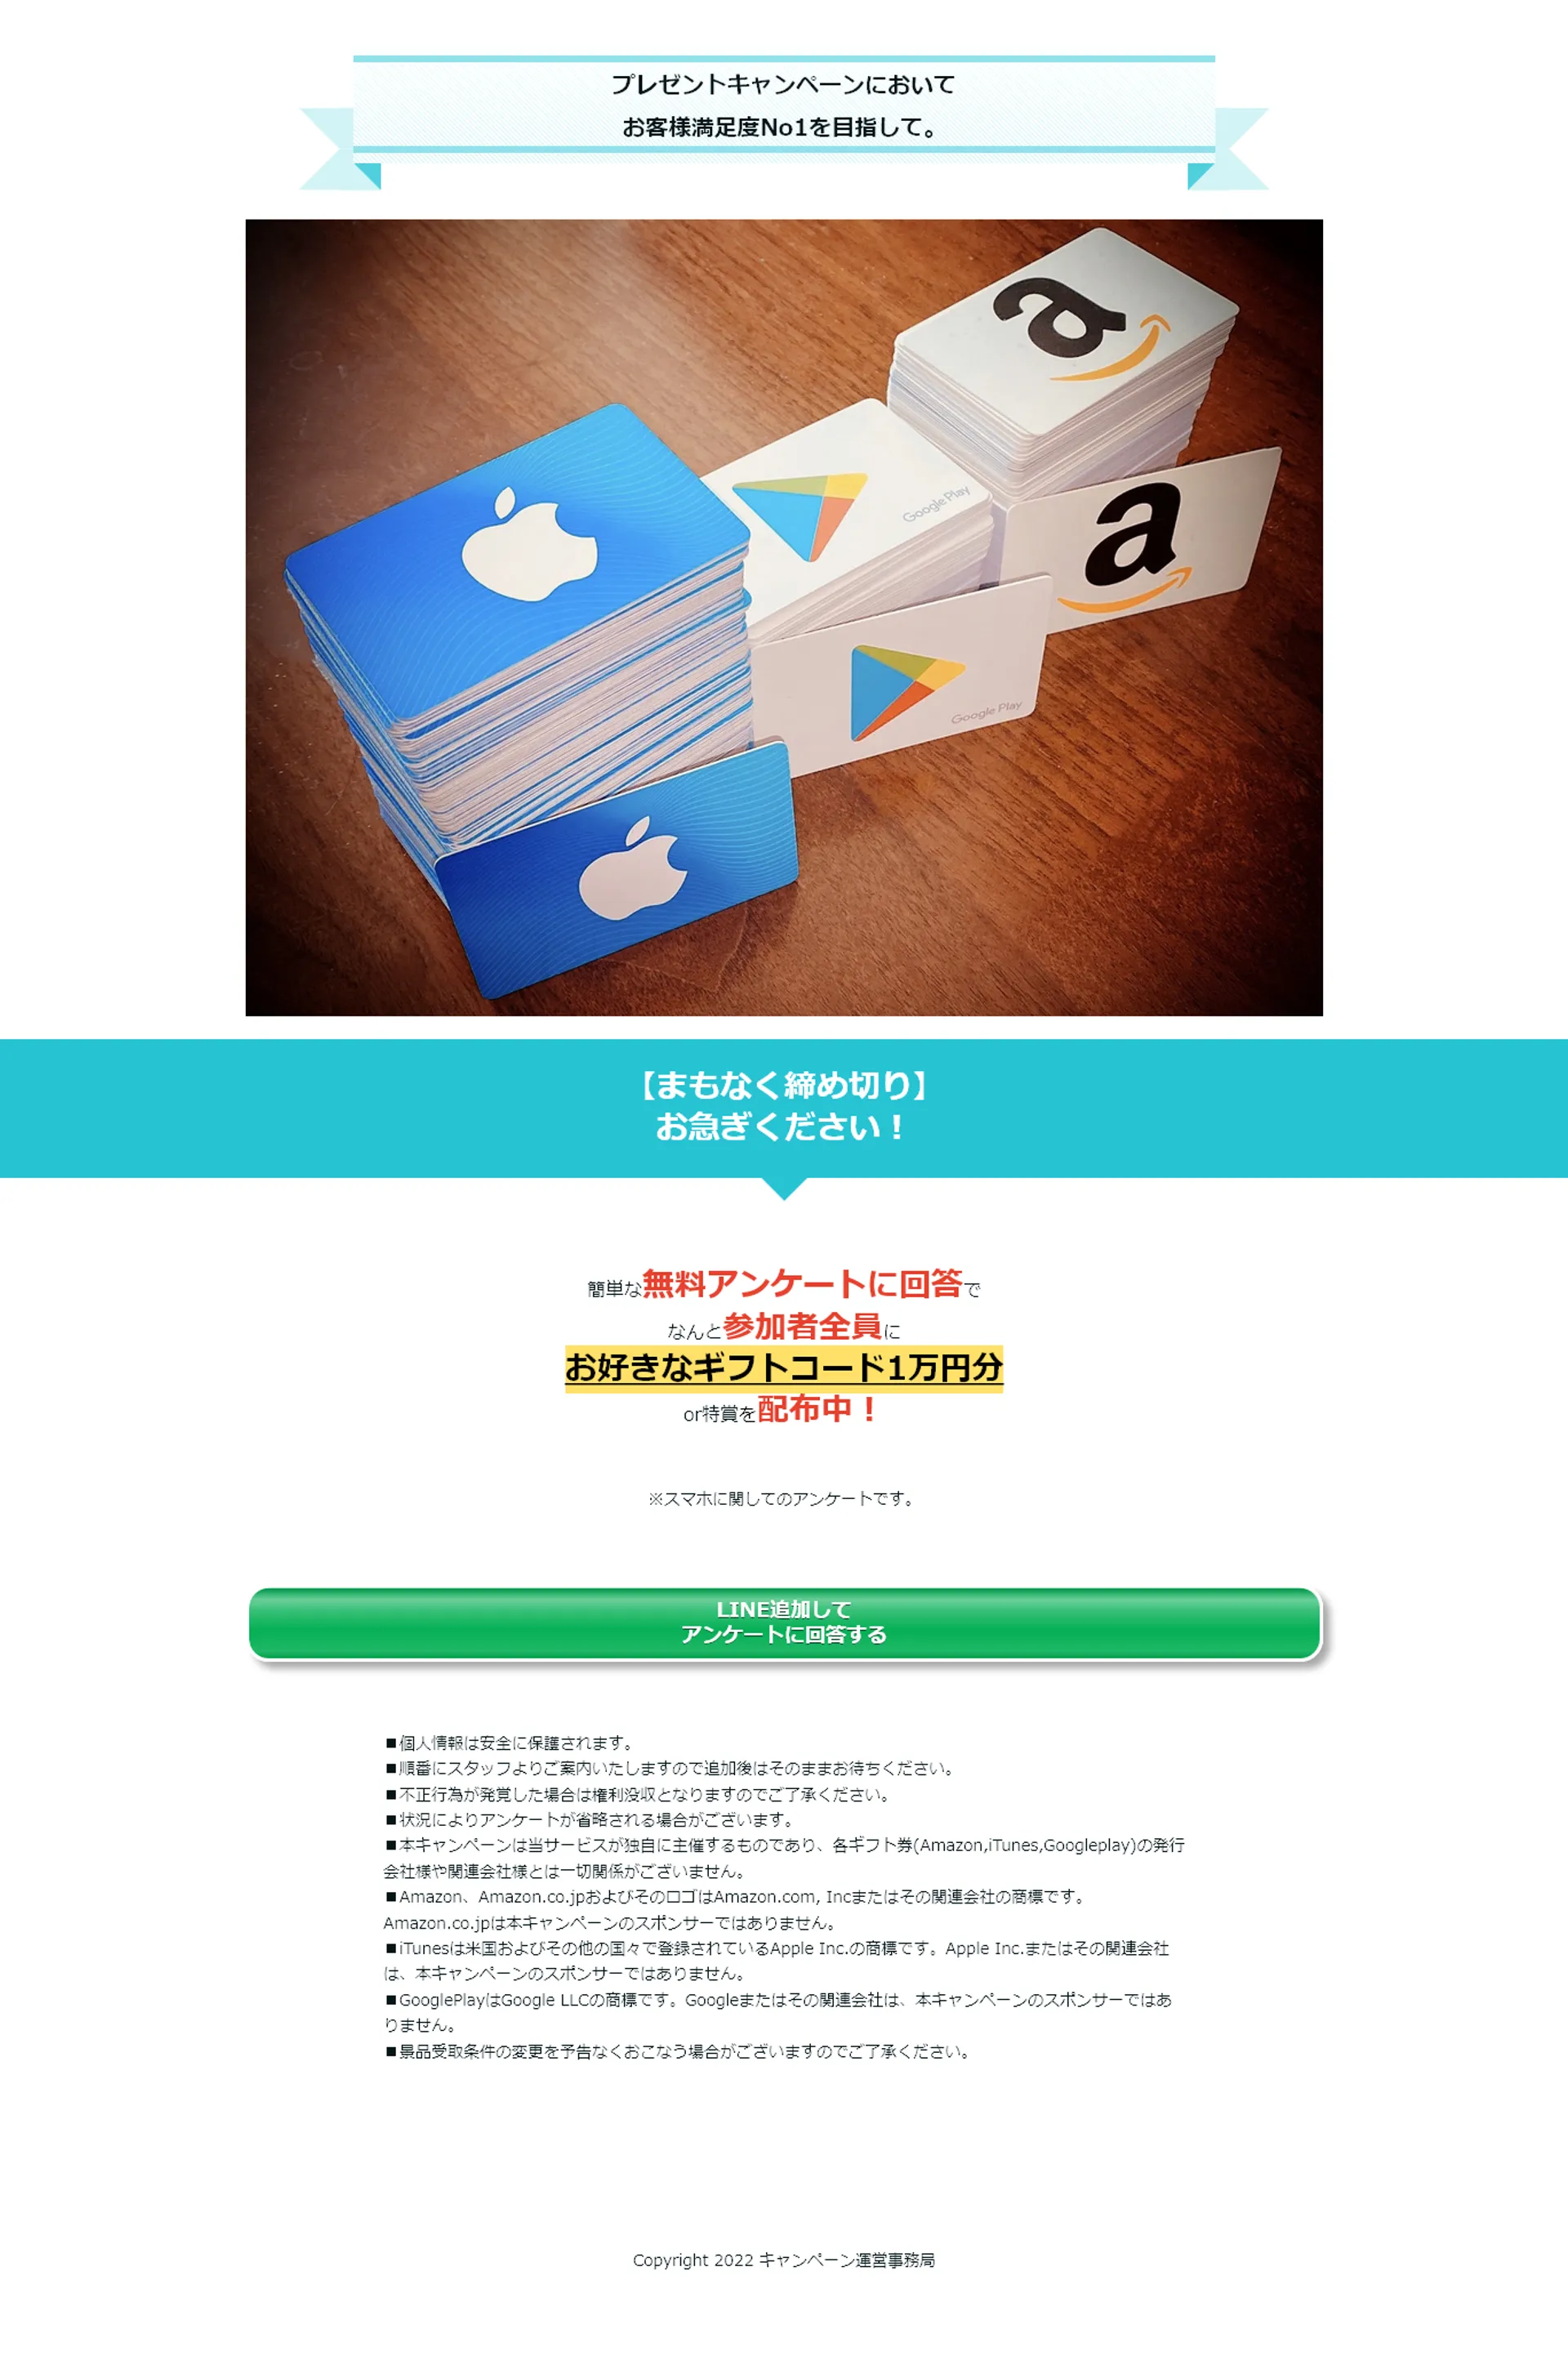 プレゼントキャンペーンにおいて
お客様満足度No1を目指して。
Google Play
Google Play
【まもなく締め切り】
お急ぎください！
簡単な無料アンケートに回答で
なんと参加者全員に
お好きなギフトコード1万円分
or特賞を配布中！
※スマホに関してのアンケートです。
LINE追加して
アンケートに回答する
■個人情報は安全に保護されます。
■順番にスタッフよりご案内いたしますので追加後はそのままお待ちください。
■不正行為が発覚した場合は権利没収となりますのでご了承ください。
■状況によりアンケートが省略される場合がございます。
■本キャンペーンは当サービスが独自に主催するものであり、各ギフト券(Amazon,iTunes,Googleplay)の発行
会社様や関連会社様とは一切関係がございません。
■Amazon、Amazon.co.jpおよびそのロゴはAmazon.com, Incまたはその関連会社の商標です。
Amazon.co.jpは本キャンペーンのスポンサーではありません。
■iTunesは米国およびその他の国々で登録されているApple Inc.の商標です。Apple Inc.またはその関連会社
は、本キャンペーンのスポンサーではありません。
■GooglePlayはGoogle LLCの商標です。Googleまたはその関連会社は、本キャンペーンのスポンサーではあ
りません。
■景品受取条件の変更を予告なくおこなう場合がございますのでご了承ください。
Copyright 2022 キャンペーン運営事務局